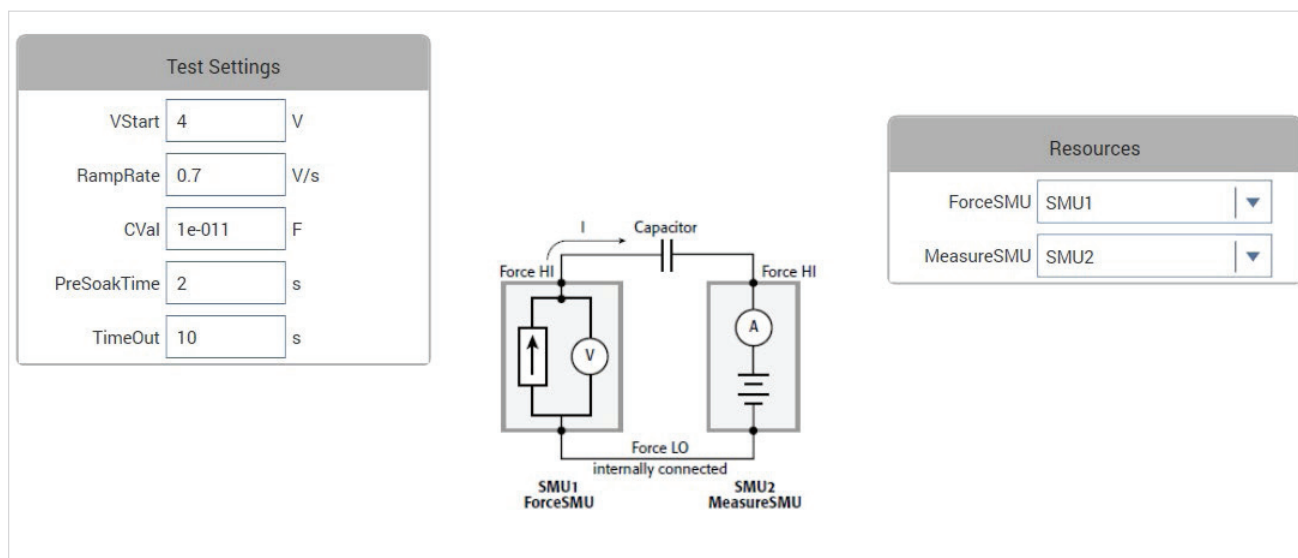 Test Settings
VStart 4 V
RampRate 0.7 V/s
CVal 1e-011 F
PreSoakTime 2 s
TimeOut 10 s
I
Capacitor
Force HI
Force HI
V
A
Force LO
internally connected
SMU1
ForceSMU
SMU2
MeasureSMU
Resources
ForceSMU SMU1
MeasureSMU SMU2